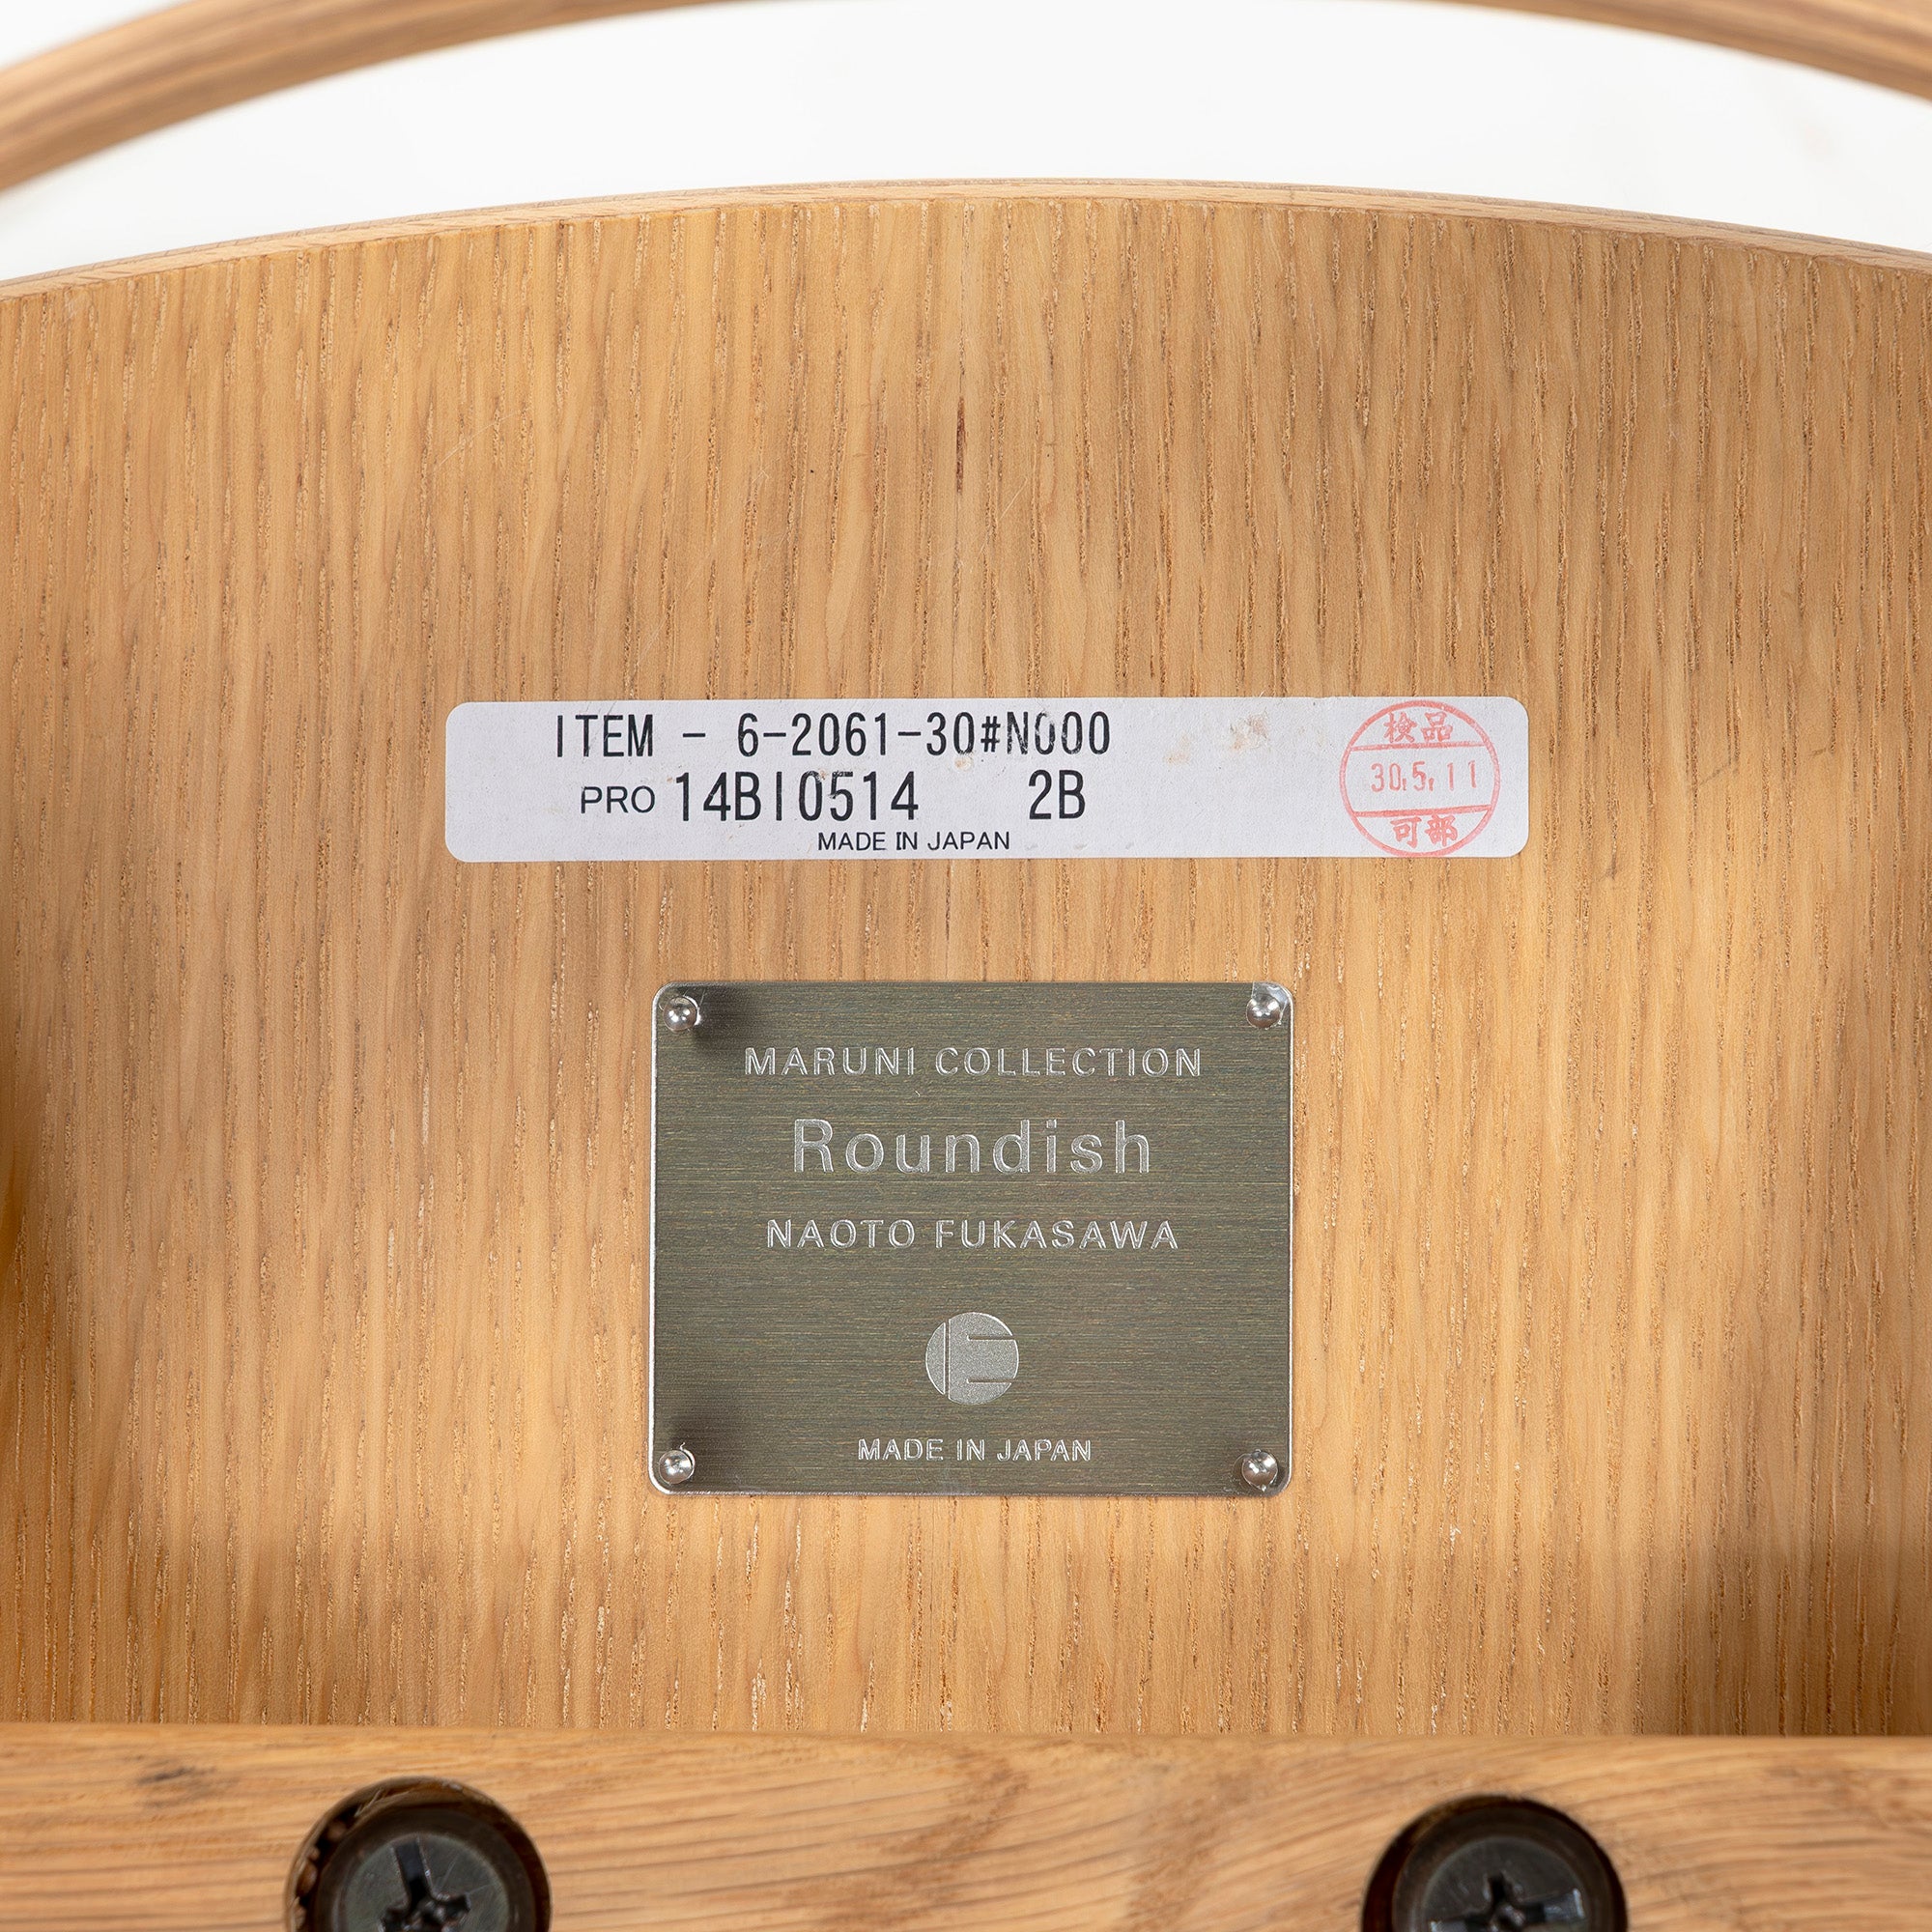 ITEM - 6-2061-30#N000
PRO 14BI0514 2B
MADE IN JAPAN
検品
30.5.11
可部
MARUNI COLLECTION
Roundish
NAOTO FUKASAWA
MADE IN JAPAN